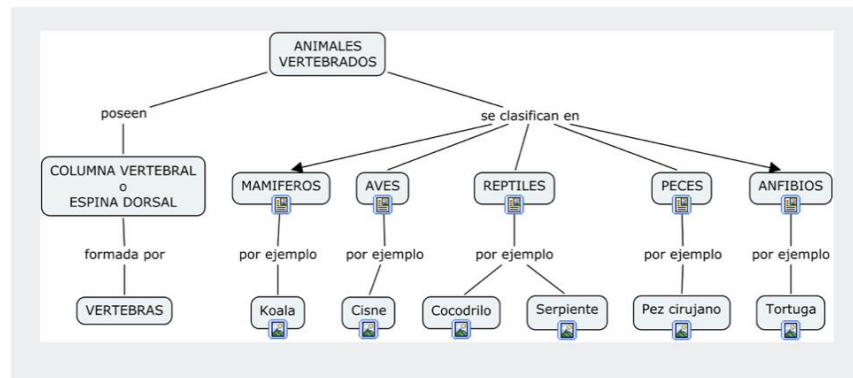 ANIMALES
VERTEBRADOS
poseen
se clasifican en
COLUMNA VERTEBRAL
o
ESPINA DORSAL
MAMIFEROS
AVES
REPTILES
PECES
ANFIBIOS
formada por
por ejemplo
por ejemplo
por ejemplo
por ejemplo
por ejemplo
VERTEBRAS
Koala
Cisne
Cocodrilo
Serpiente
Pez cirujano
Tortuga